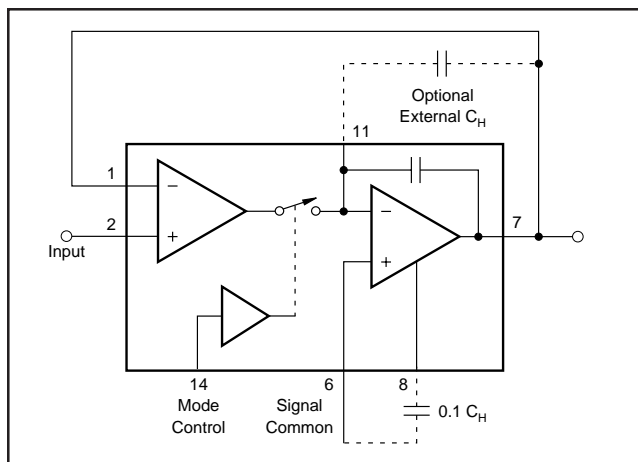 Optional
External C_H
11
1
−
2
+
Input
−
+
7
14
6
8
Mode
Control
Signal
Common
0.1 C_H